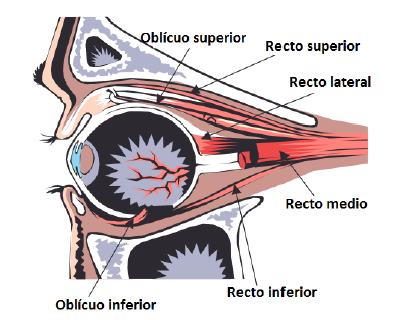 Oblícuo superior
Recto superior
Recto lateral
Recto medio
Recto inferior
Oblícuo inferior